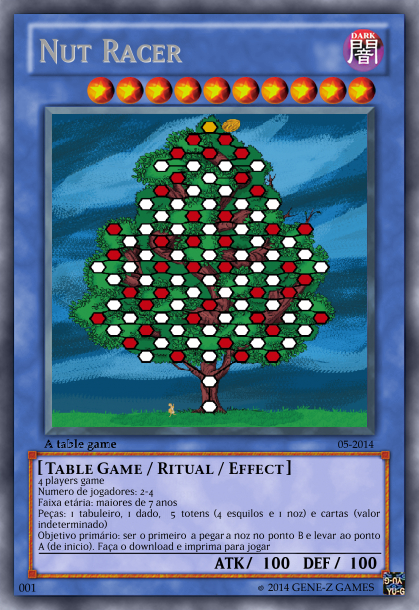 Nut Racer
DARK
闇
A table game
05-2014
[Table Game / Ritual / Effect]
4 players game
Numero de jogadores: 2-4
Faixa etária: maiores de 7 anos
Peças: 1 tabuleiro, 1 dado, 5 totens (4 esquilos e 1 noz) e cartas (valor
indeterminado)
Objetivo primário: ser o primeiro a pegar a noz no ponto B e levar ao ponto
A (de inicio). Faça o download e imprima para jogar
ATK/ 100 DEF/ 100
001
© 2014 GENE-Z GAMES